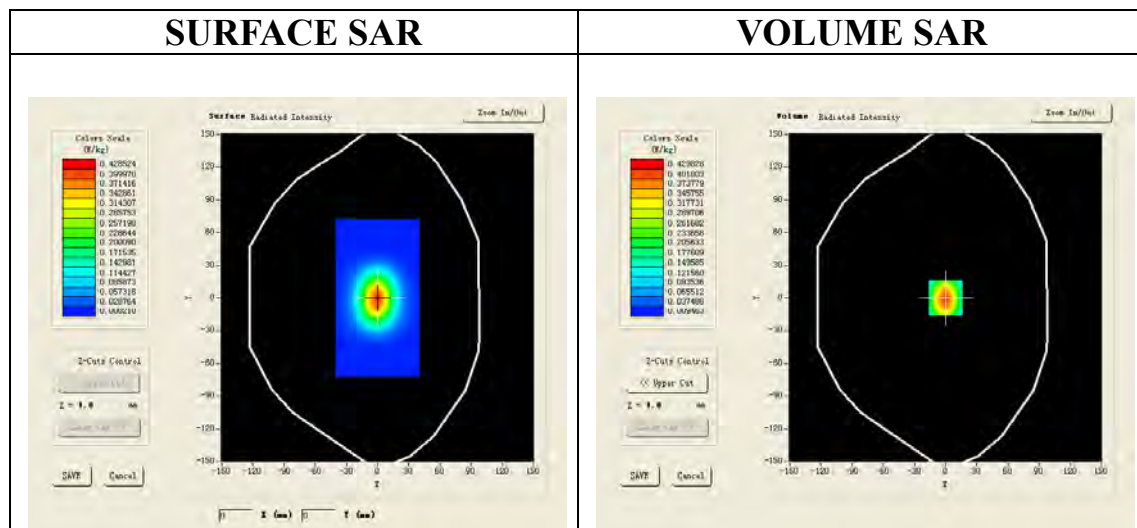 SURFACE SAR
VOLUME SAR
Surface Radiated Intensity
Zoom In/Out
Colors Scale
(W/kg)
0.428524
0.399970
0.371416
0.342861
0.314307
0.285753
0.257198
0.228644
0.200090
0.171535
0.142981
0.114427
0.085873
0.057318
0.028764
0.000210
150
120
90
60
30
0
-30
-60
-90
-120
-150
Y
-150 -120 -90 -60 -30 0 30 60 90 120 150
Z-Cuts Control
mm
SAVE
Cancel
0 X (mm) 0 Y (mm)
Volume Radiated Intensity
Zoom In/Out
Colors Scale
(W/kg)
0.401803
0.373779
0.345755
0.317731
0.289706
0.261682
0.233658
0.205633
0.177609
0.149585
0.121560
0.093536
0.065512
0.037488
0.009463
150
120
90
60
30
0
-30
-60
-90
-120
-150
Y
-150 -120 -90 -60 -30 0 30 60 90 120 150
Z-Cuts Control
<< Upper Cut
mm
SAVE
Cancel